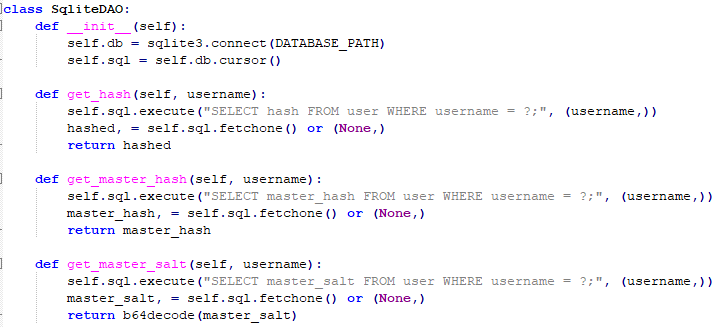 class SqliteDAO:
    def __init__(self):
        self.db = sqlite3.connect(DATABASE_PATH)
        self.sql = self.db.cursor()
    def get_hash(self, username):
        self.sql.execute("SELECT hash FROM user WHERE username = ?;", (username,))
        hashed, = self.sql.fetchone() or (None,)
        return hashed
    def get_master_hash(self, username):
        self.sql.execute("SELECT master_hash FROM user WHERE username = ?;", (username,))
        master_hash, = self.sql.fetchone() or (None,)
        return master_hash
    def get_master_salt(self, username):
        self.sql.execute("SELECT master_salt FROM user WHERE username = ?;", (username,))
        master_salt, = self.sql.fetchone() or (None,)
        return b64decode(master_salt)